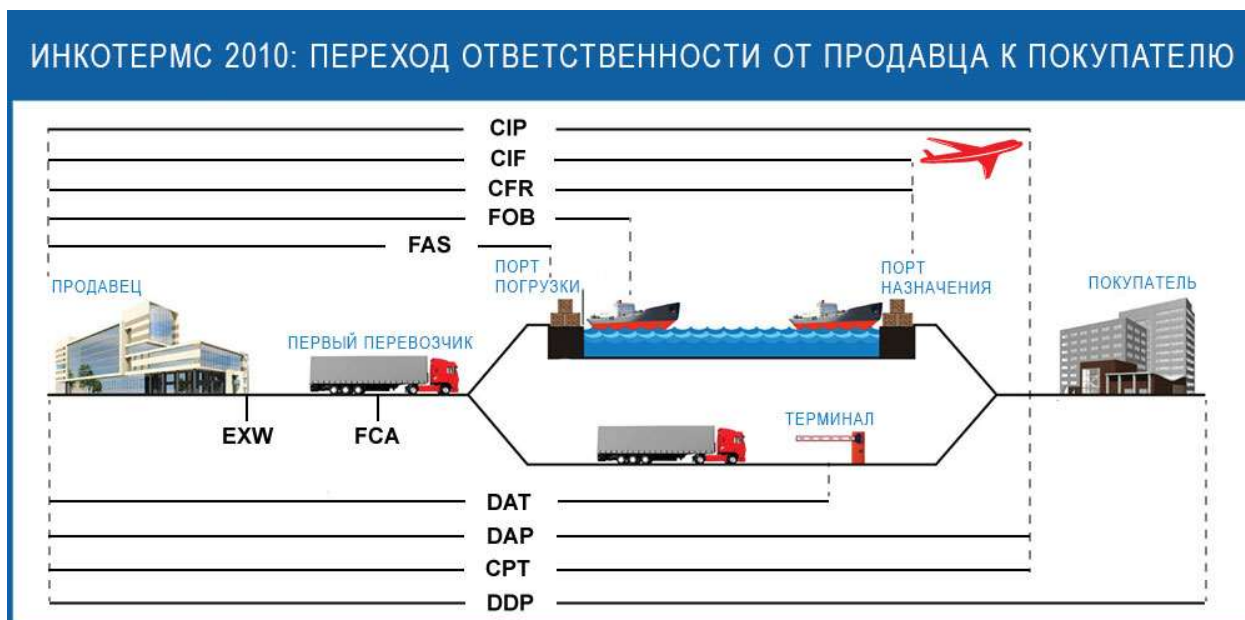 ИНКОТЕРМС 2010: ПЕРЕХОД ОТВЕТСТВЕННОСТИ ОТ ПРОДАВЦА К ПОКУПАТЕЛЮ
CIP
CIF
CFR
FOB
FAS
ПРОДАВЕЦ
ПОРТ
ПОГРУЗКИ
ПОРТ
НАЗНАЧЕНИЯ
ПОКУПАТЕЛЬ
ПЕРВЫЙ ПЕРЕВОЗЧИК
EXW
FCA
ТЕРМИНАЛ
DAT
DAP
CPT
DDP